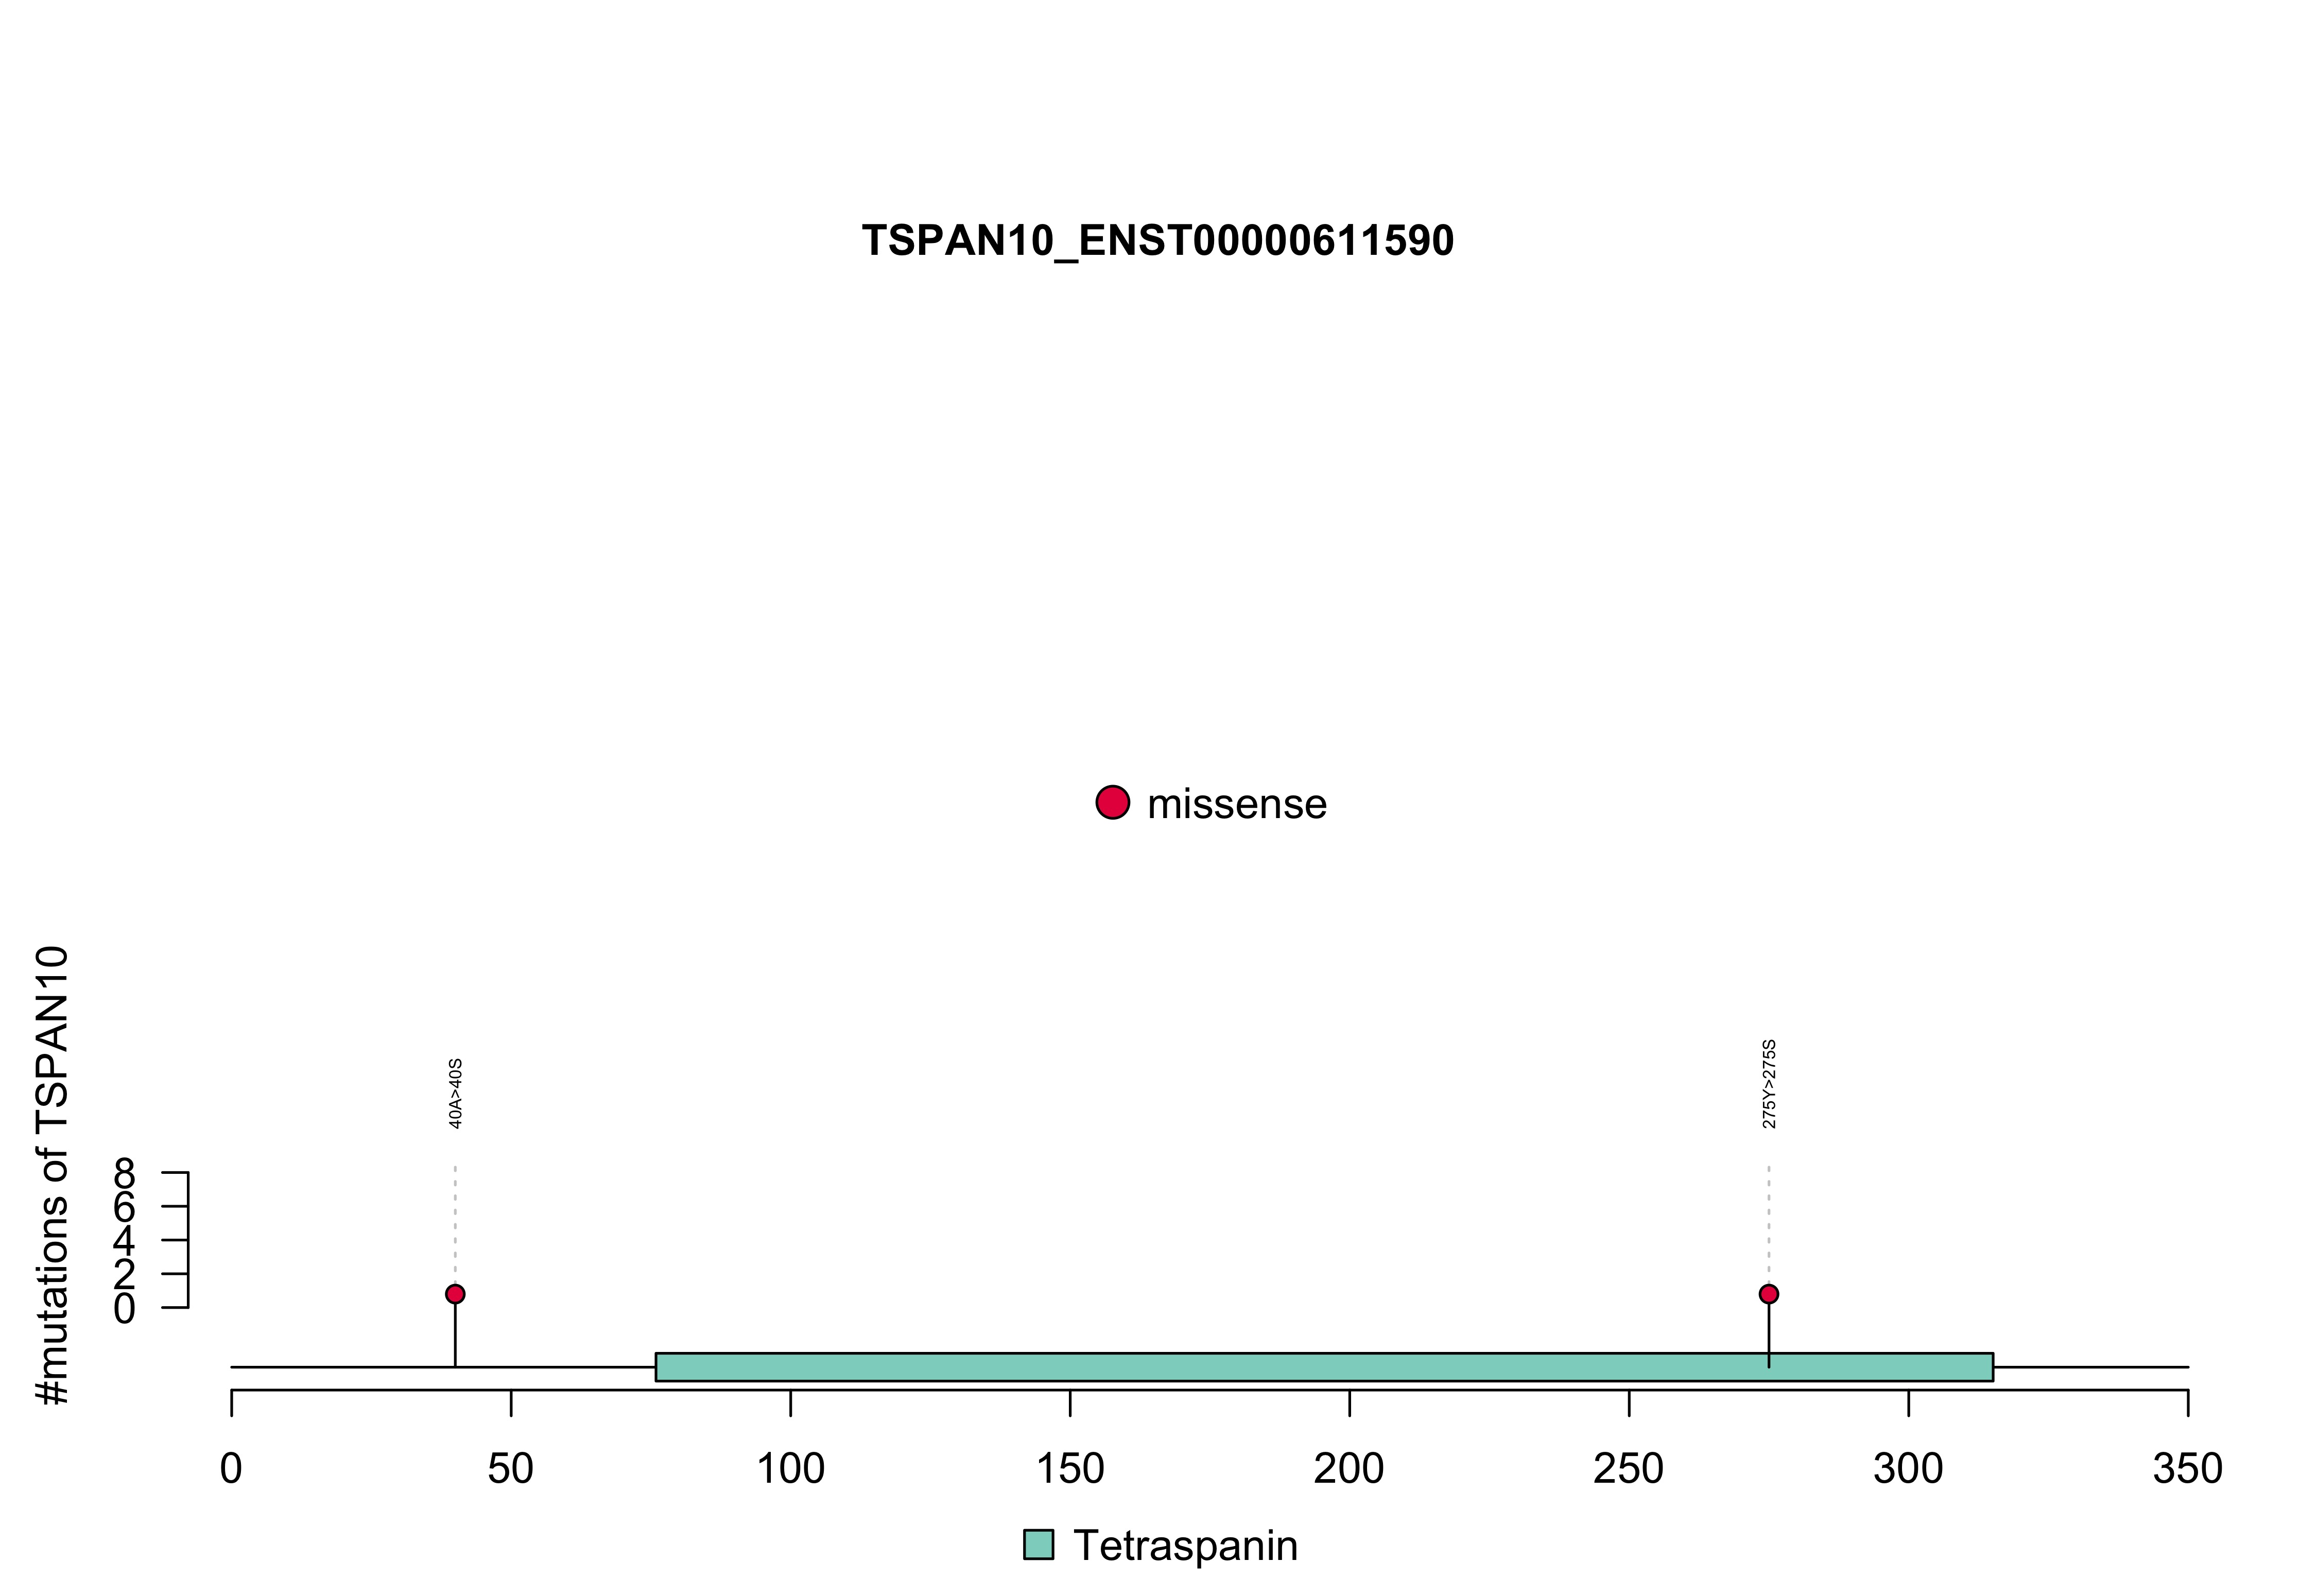 TSPAN10_ENST00000611590
missense
#mutations of TSPAN10
40A>40S
275Y>275S
8
6
4
2
0
0 50 100 150 200 250 300 350
Tetraspanin